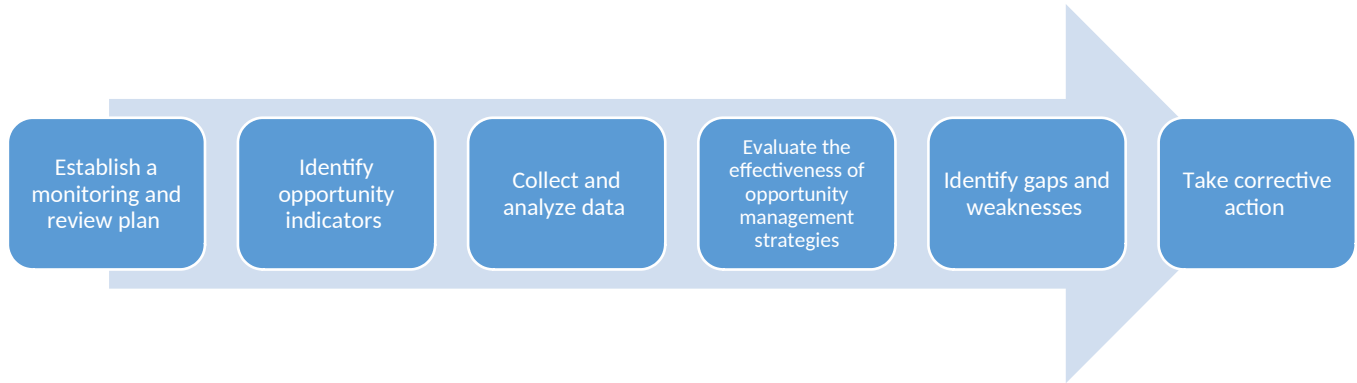 Establish a
monitoring and
review plan
Identify
opportunity
indicators
Collect and
analyze data
Evaluate the
effectiveness of
opportunity
management
strategies
Identify gaps and
weaknesses
Take corrective
action